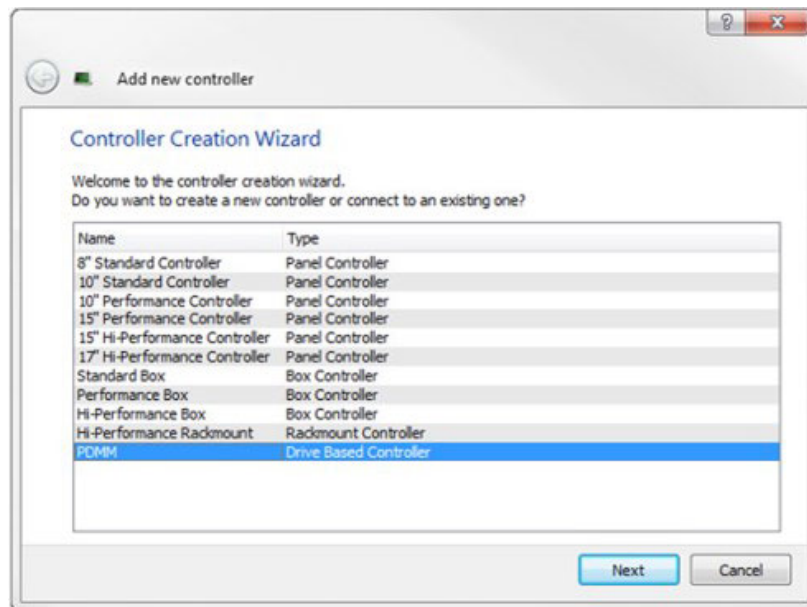 Add new controller
Controller Creation Wizard
Welcome to the controller creation wizard.
Do you want to create a new controller or connect to an existing one?
Name Type
8" Standard Controller Panel Controller
10" Standard Controller Panel Controller
10" Performance Controller Panel Controller
15" Performance Controller Panel Controller
15" Hi-Performance Controller Panel Controller
17" Hi-Performance Controller Panel Controller
Standard Box Box Controller
Performance Box Box Controller
Hi-Performance Box Box Controller
Hi-Performance Rackmount Rackmount Controller
PDMM Drive Based Controller
Next Cancel